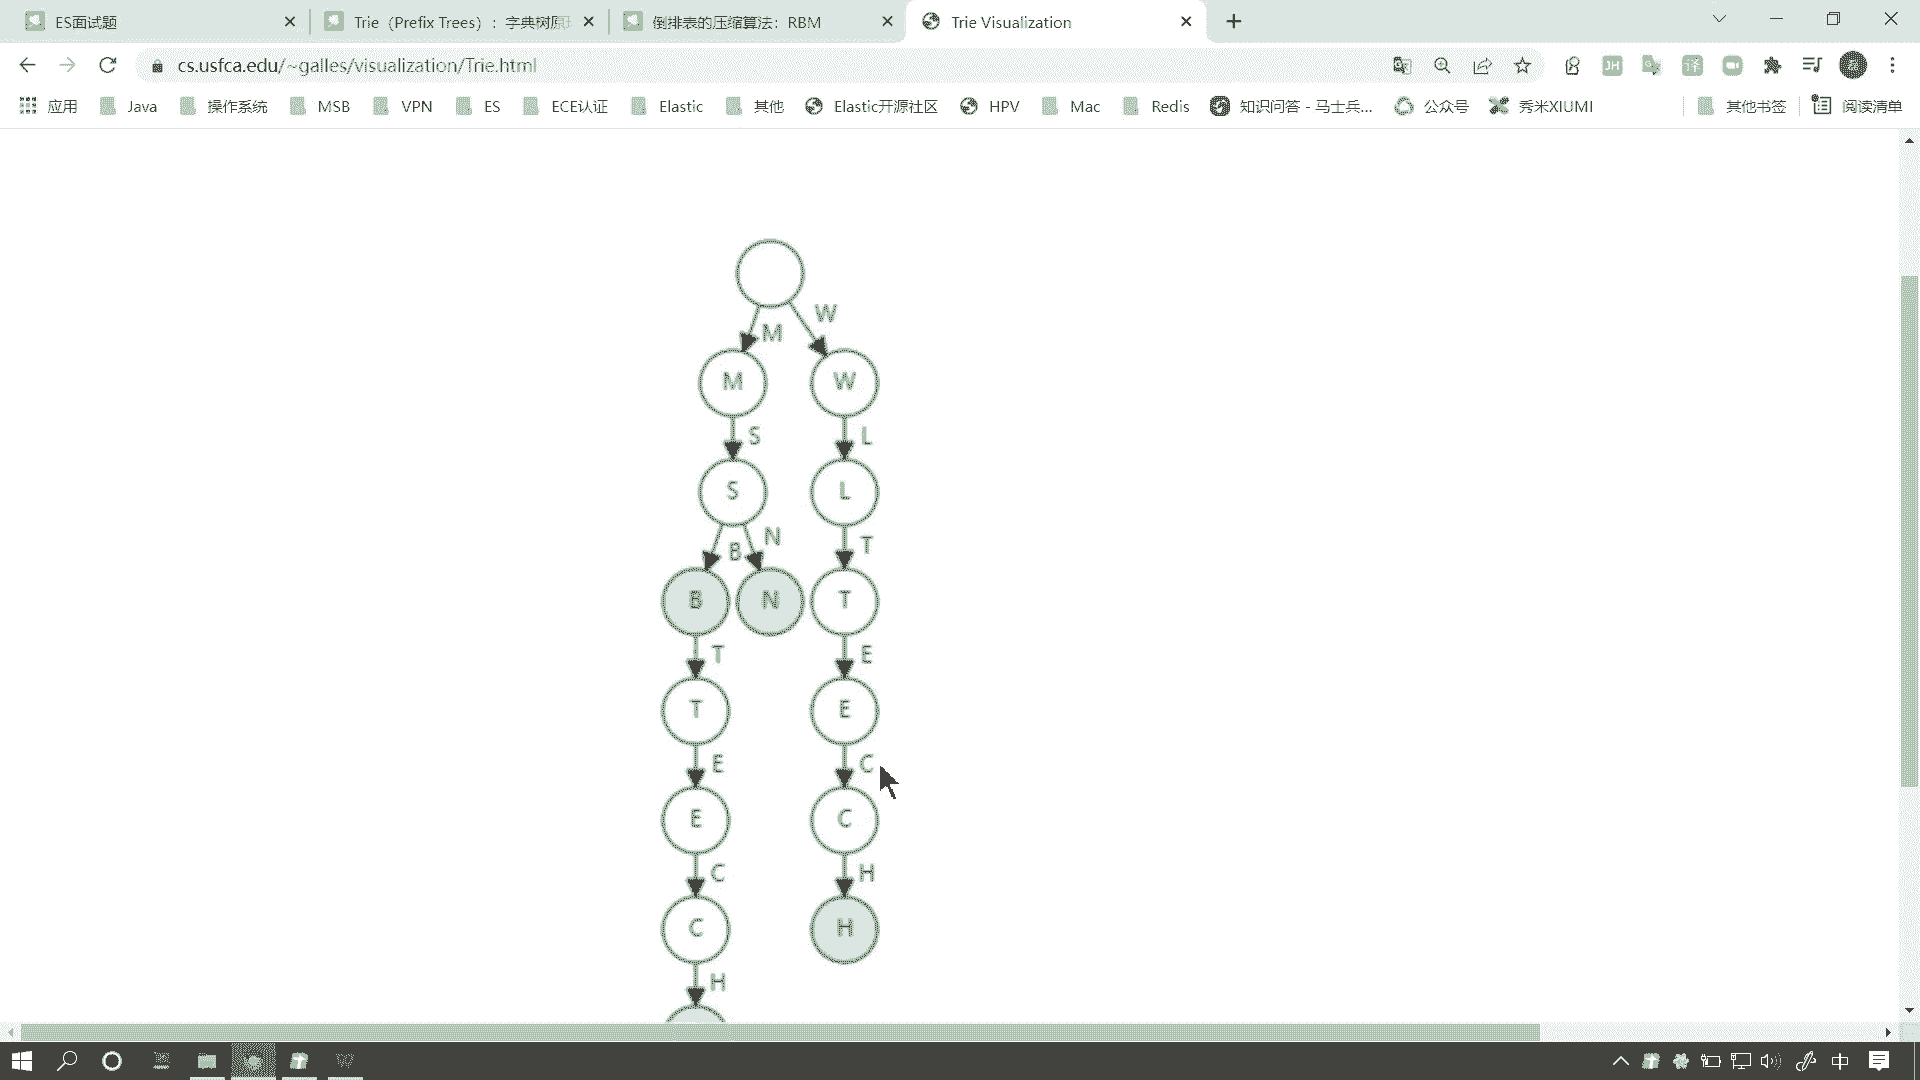 ES面试题
Trie（Prefix Trees）：字典树原
倒排表的压缩算法：RBM
Trie Visualization
cs.usfca.edu/~galles/visualization/Trie.html
应用 Java 操作系统 MSB VPN ES ECE认证 Elastic 其他 Elastic开源社区 HPV Mac Redis 知识问答 - 马士兵... 公众号 秀米XIUMI 其他书签 阅读清单
W
M
M W
S L
S L
N T
B
B N T
T E
T E
E C
E C
C H
C H
H
中